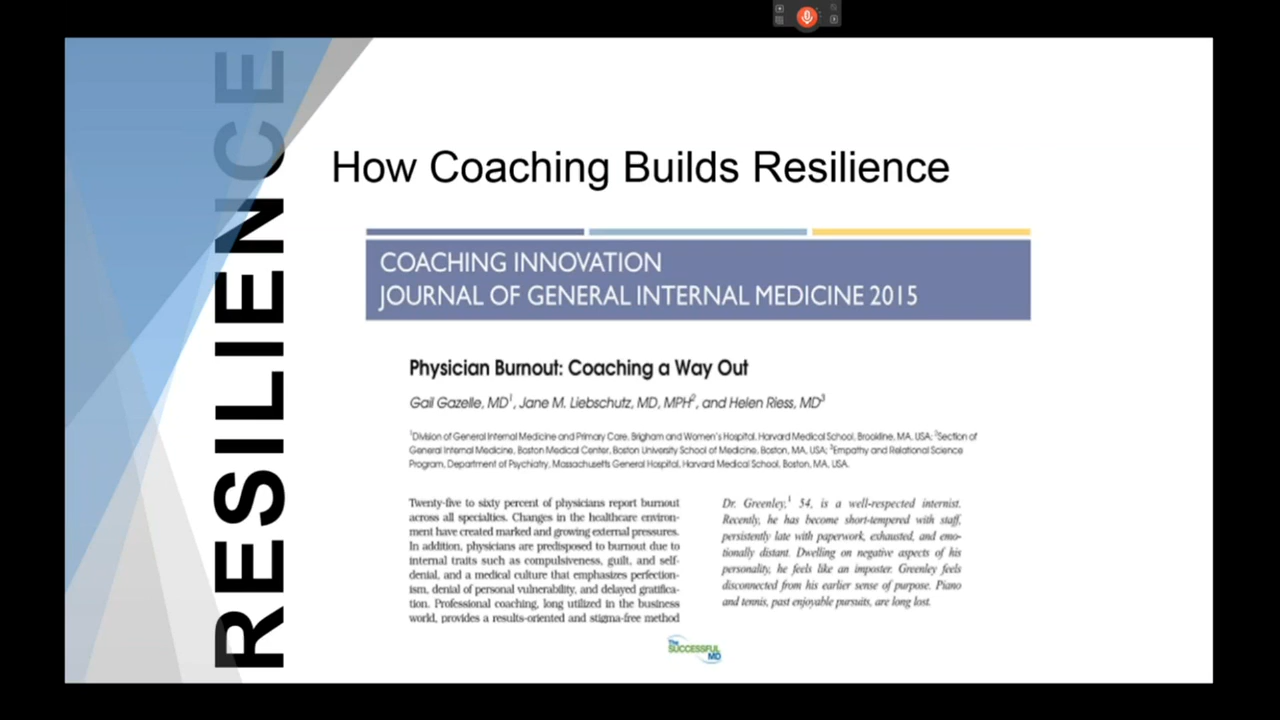 RESILIENCE
How Coaching Builds Resilience
COACHING INNOVATION
JOURNAL OF GENERAL INTERNAL MEDICINE 2015
Physician Burnout: Coaching a Way Out
Gail Gazelle, MD1, Jane M. Liebschutz, MD, MPH2, and Helen Riess, MD3
1Division of General Internal Medicine and Primary Care, Brigham and Women's Hospital, Harvard Medical School, Brookline, MA, USA; 2Section of
General Internal Medicine, Boston Medical Center, Boston University School of Medicine, Boston, MA, USA; 3Empathy and Relational Science
Program, Department of Psychiatry, Massachusetts General Hospital, Harvard Medical School, Boston, MA, USA.
Twenty-five to sixty percent of physicians report burnout
across all specialties. Changes in the healthcare environ-
ment have created marked and growing external pressures.
In addition, physicians are predisposed to burnout due to
internal traits such as compulsiveness, guilt, and self-
denial, and a medical culture that emphasizes perfection-
ism, denial of personal vulnerability, and delayed gratifica-
tion. Professional coaching, long utilized in the business
world, provides a results-oriented and stigma-free method
Dr. Greenley,1 54, is a well-respected internist.
Recently, he has become short-tempered with staff,
persistently late with paperwork, exhausted, and emo-
tionally distant. Dwelling on negative aspects of his
personality, he feels like an imposter. Greenley feels
disconnected from his earlier sense of purpose. Piano
and tennis, past enjoyable pursuits, are long lost.
The
SUCCESSFUL
MD